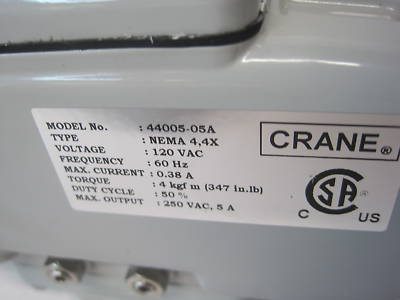 MODEL No. : 44005-05A
TYPE : NEMA 4,4X
VOLTAGE : 120 VAC
FREQUENCY : 60 Hz
MAX. CURRENT : 0.38 A
TORQUE : 4 kgf m (347 in.lb)
DUTY CYCLE : 50 %
MAX. OUTPUT : 250 VAC, 5 A
CRANE®
CSA®
C US